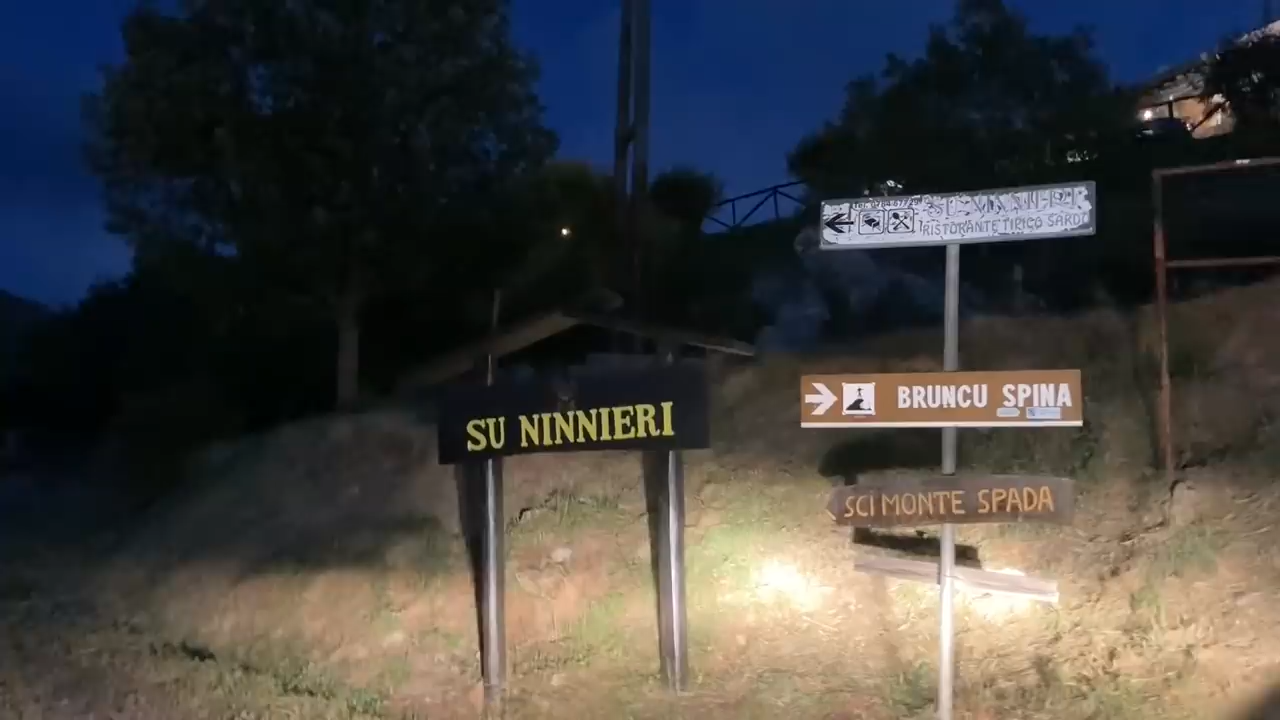 RISTORANTE TIPICO SARDO
BRUNCU SPINA
SU NINNIERI
SCI MONTE SPADA